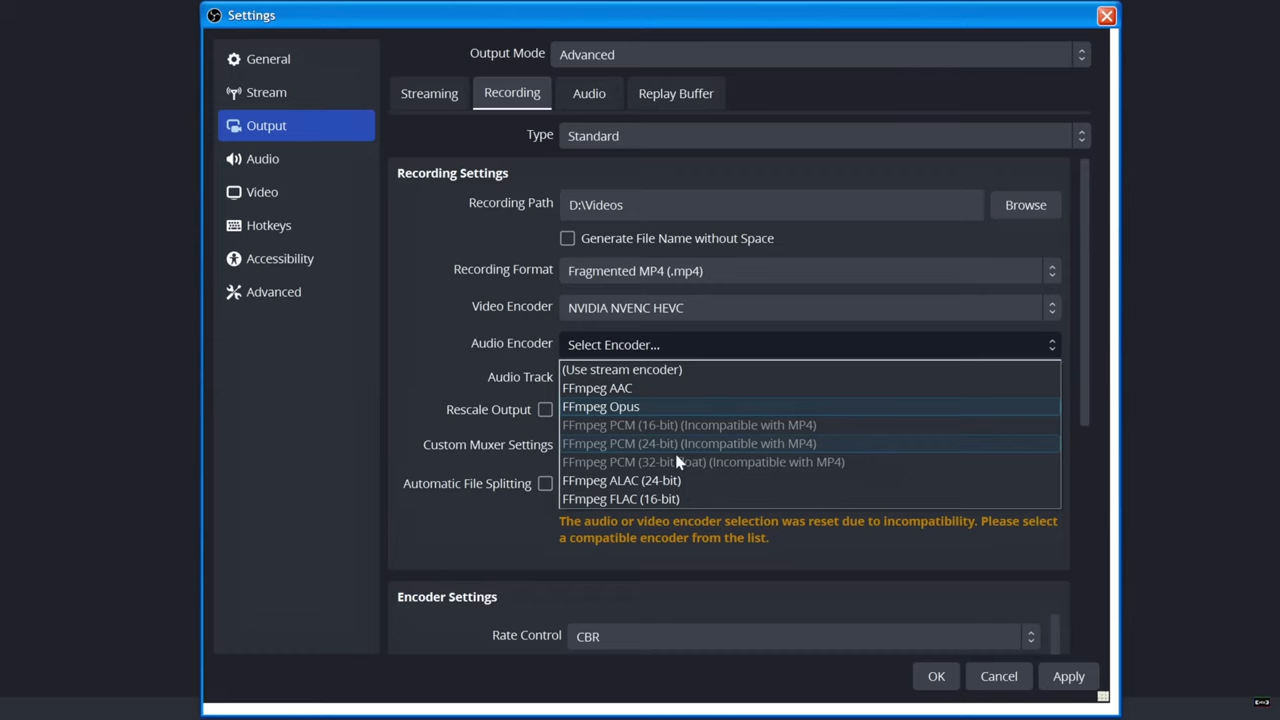 Settings
General
Stream
Output
Audio
Video
Hotkeys
Accessibility
Advanced
Output Mode Advanced
Streaming Recording Audio Replay Buffer
Type Standard
Recording Settings
Recording Path D:\Videos Browse
Generate File Name without Space
Recording Format Fragmented MP4 (.mp4)
Video Encoder NVIDIA NVENC HEVC
Audio Encoder Select Encoder...
(Use stream encoder)
FFmpeg AAC
FFmpeg Opus
FFmpeg PCM (16-bit) (Incompatible with MP4)
FFmpeg PCM (24-bit) (Incompatible with MP4)
FFmpeg PCM (32-bit float) (Incompatible with MP4)
FFmpeg ALAC (24-bit)
FFmpeg FLAC (16-bit)
Audio Track
Rescale Output
Custom Muxer Settings
Automatic File Splitting
The audio or video encoder selection was reset due to incompatibility. Please select
a compatible encoder from the list.
Encoder Settings
Rate Control CBR
OK Cancel Apply